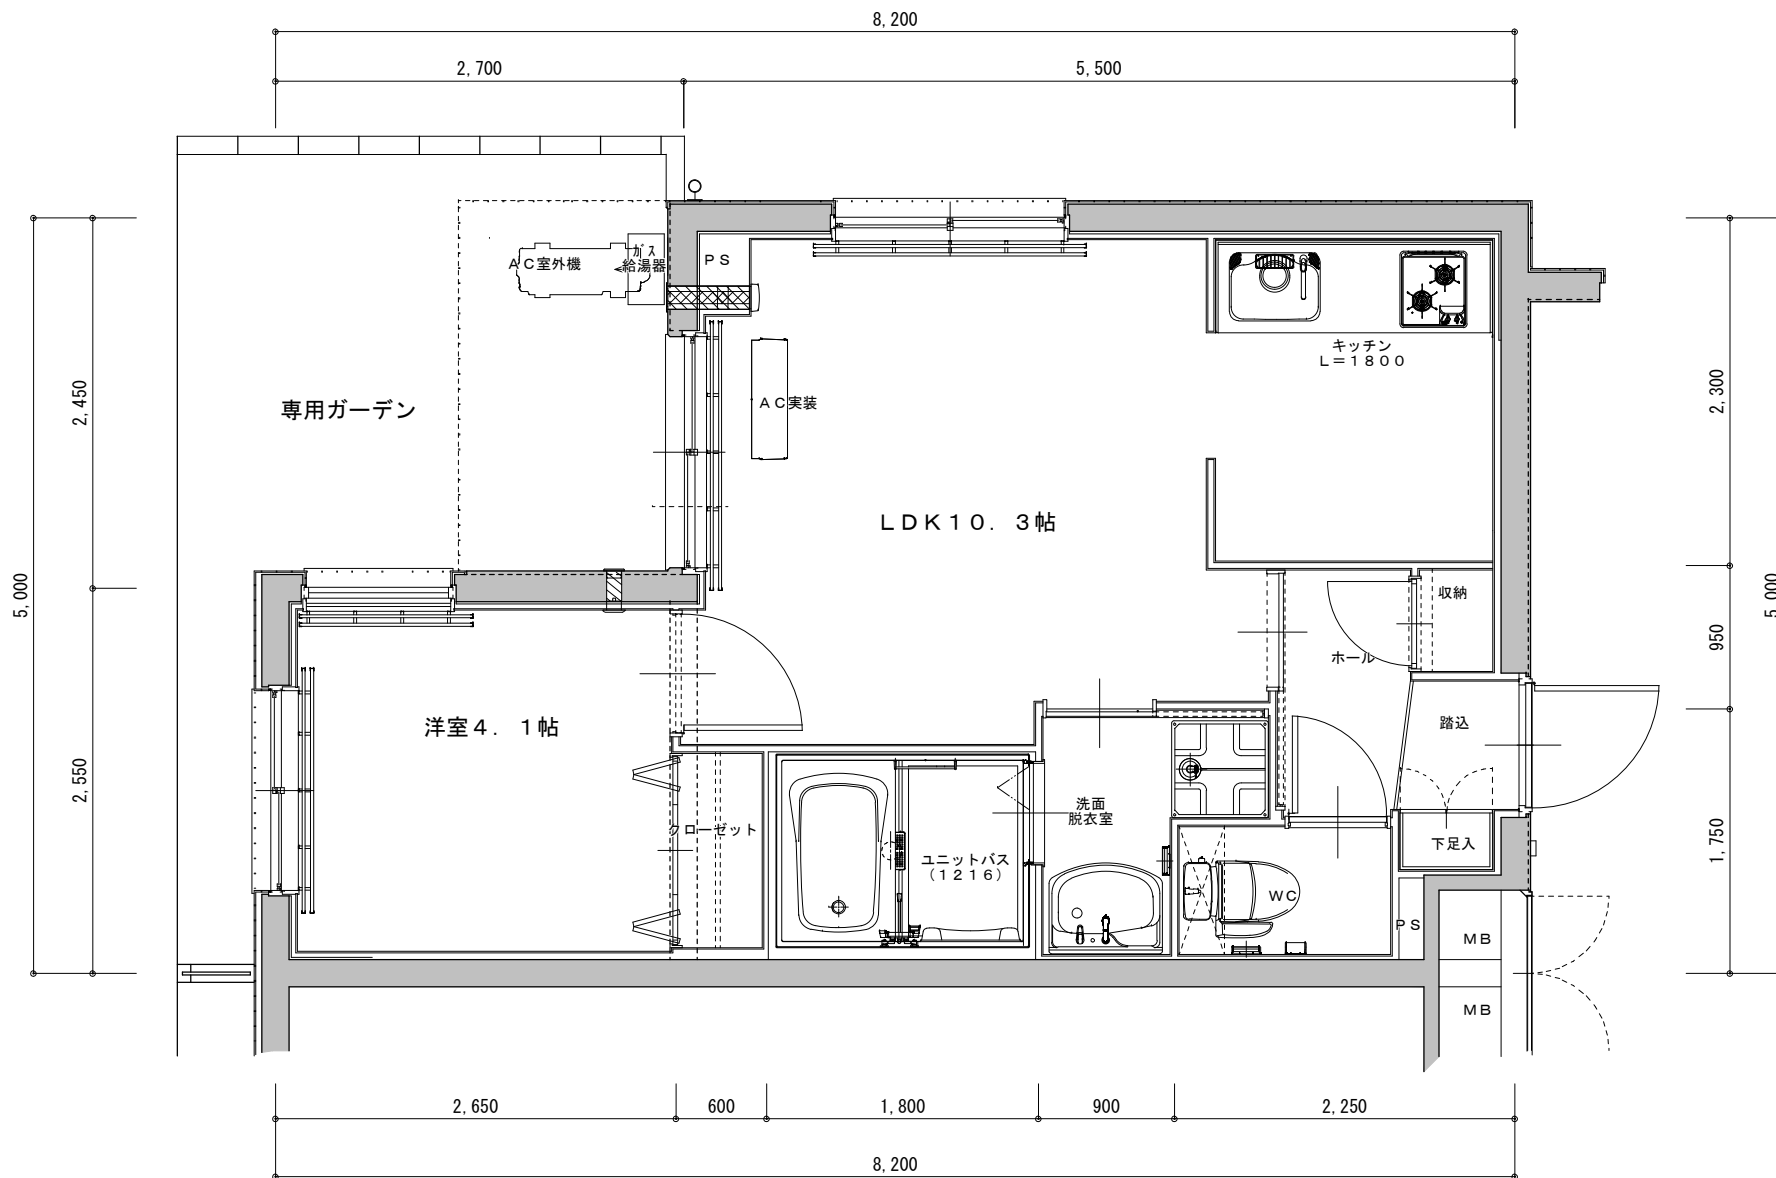 8,200
2,700
5,500
AC室外機
ガス
給湯器
PS
キッチン
L=1800
AC実装
専用ガーデン
2,450
2,300
LDK10.3帖
5,000
5,000
収納
950
ホール
洋室4.1帖
踏込
2,550
洗面
脱衣室
クローゼット
ユニットバス
(1216)
下足入
1,750
WC
PS
MB
MB
2,650
600
1,800
900
2,250
8,200